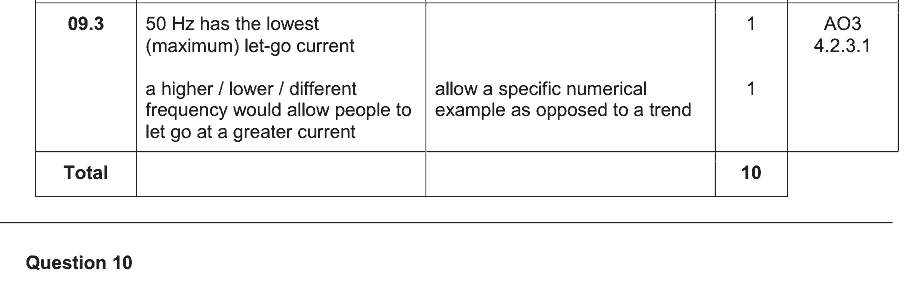 09.3 50 Hz has the lowest 1 AO3
(maximum) let-go current 4.2.3.1
a higher / lower / different allow a specific numerical 1
frequency would allow people to example as opposed to a trend
let go at a greater current
Total 10
Question 10